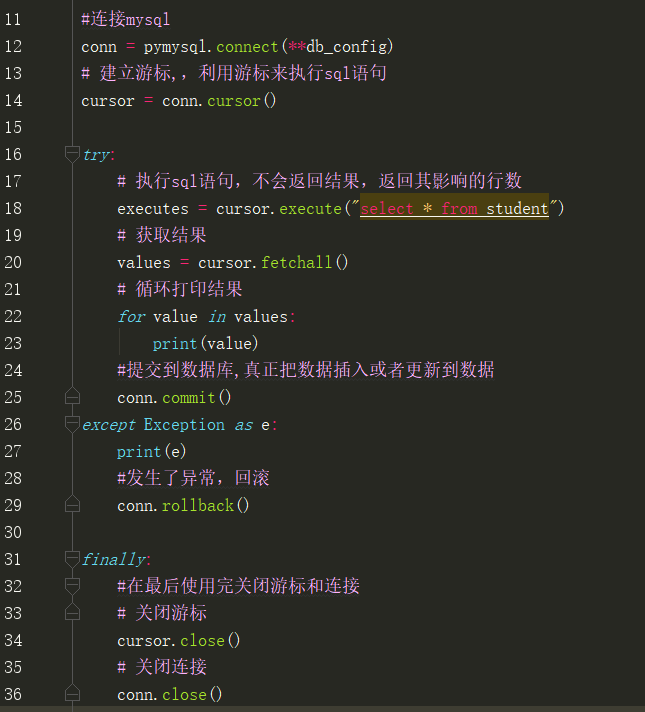 11 #连接mysql
12 conn = pymysql.connect(**db_config)
13 # 建立游标,，利用游标来执行sql语句
14 cursor = conn.cursor()
15
16 try:
17 # 执行sql语句，不会返回结果，返回其影响的行数
18 executes = cursor.execute("select * from student")
19 # 获取结果
20 values = cursor.fetchall()
21 # 循环打印结果
22 for value in values:
23 print(value)
24 #提交到数据库,真正把数据插入或者更新到数据
25 conn.commit()
26 except Exception as e:
27 print(e)
28 #发生了异常，回滚
29 conn.rollback()
30
31 finally:
32 #在最后使用完关闭游标和连接
33 # 关闭游标
34 cursor.close()
35 # 关闭连接
36 conn.close()